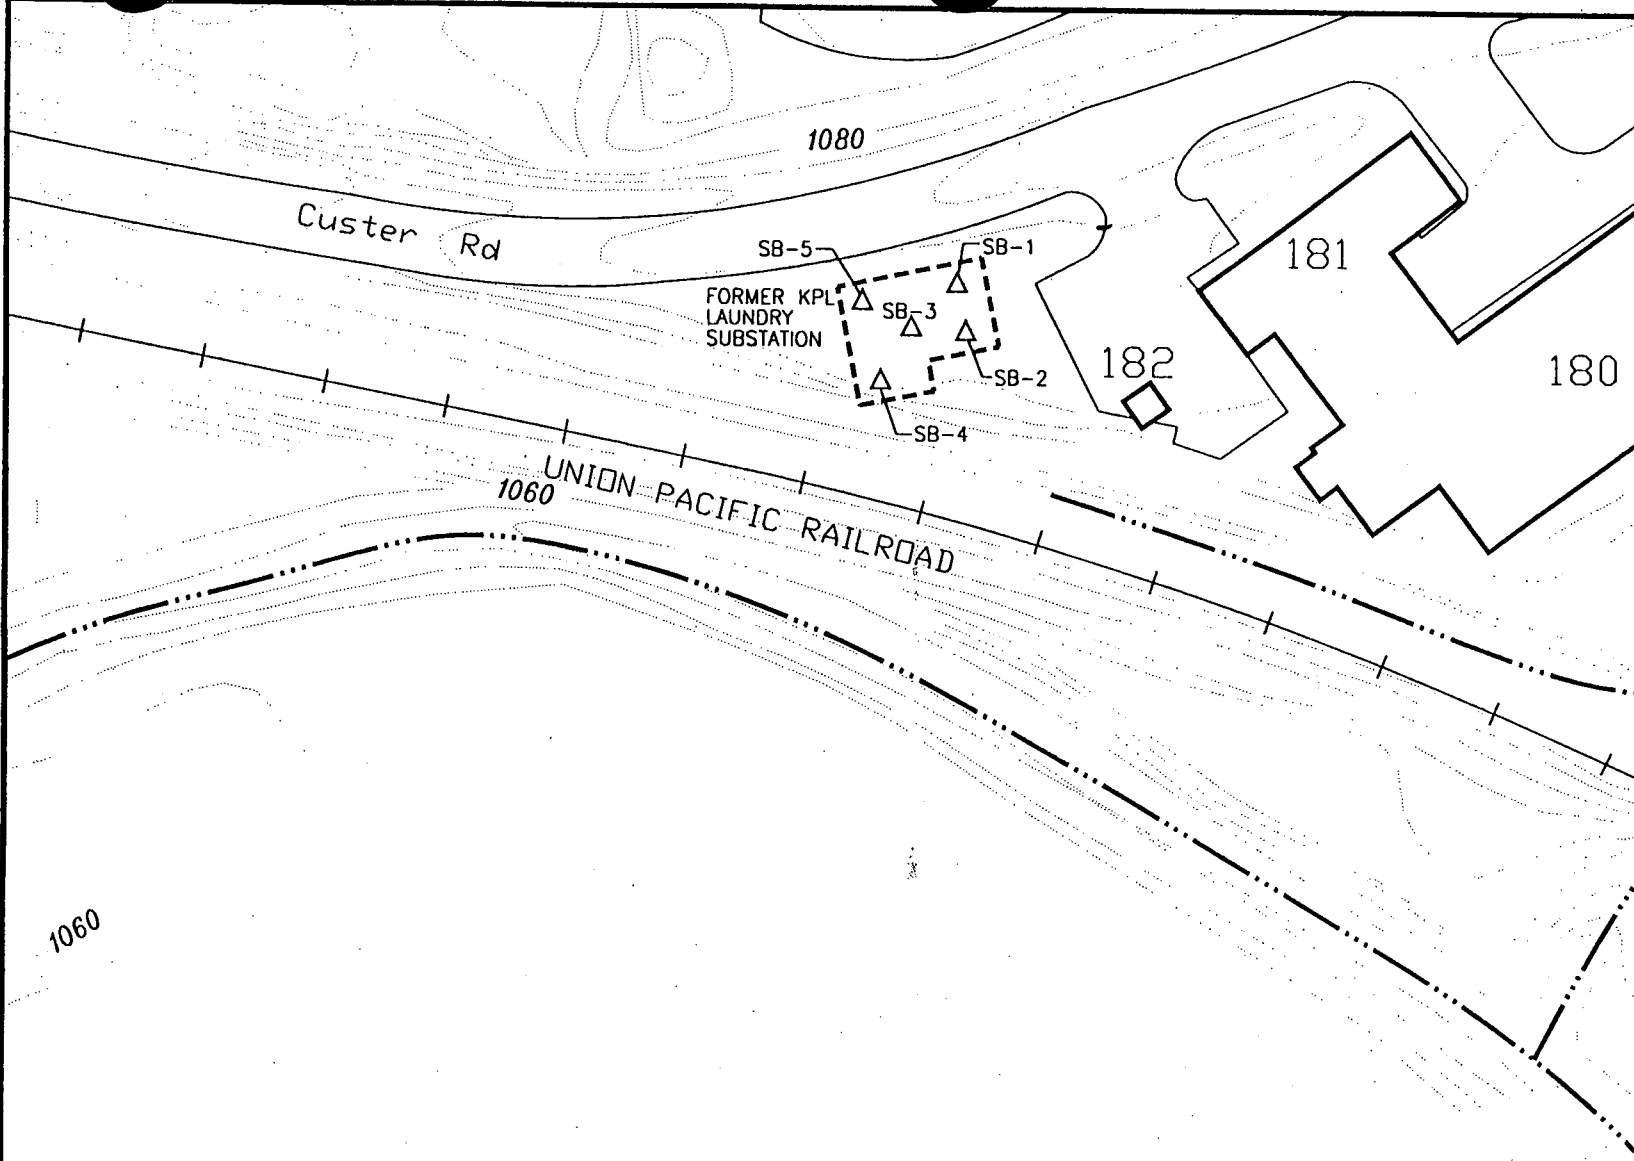 1080
Custer Rd
SB-5
SB-1
181
FORMER KPL
LAUNDRY
SUBSTATION
SB-3
182
180
SB-2
SB-4
UNION PACIFIC RAILROAD
1060
1060